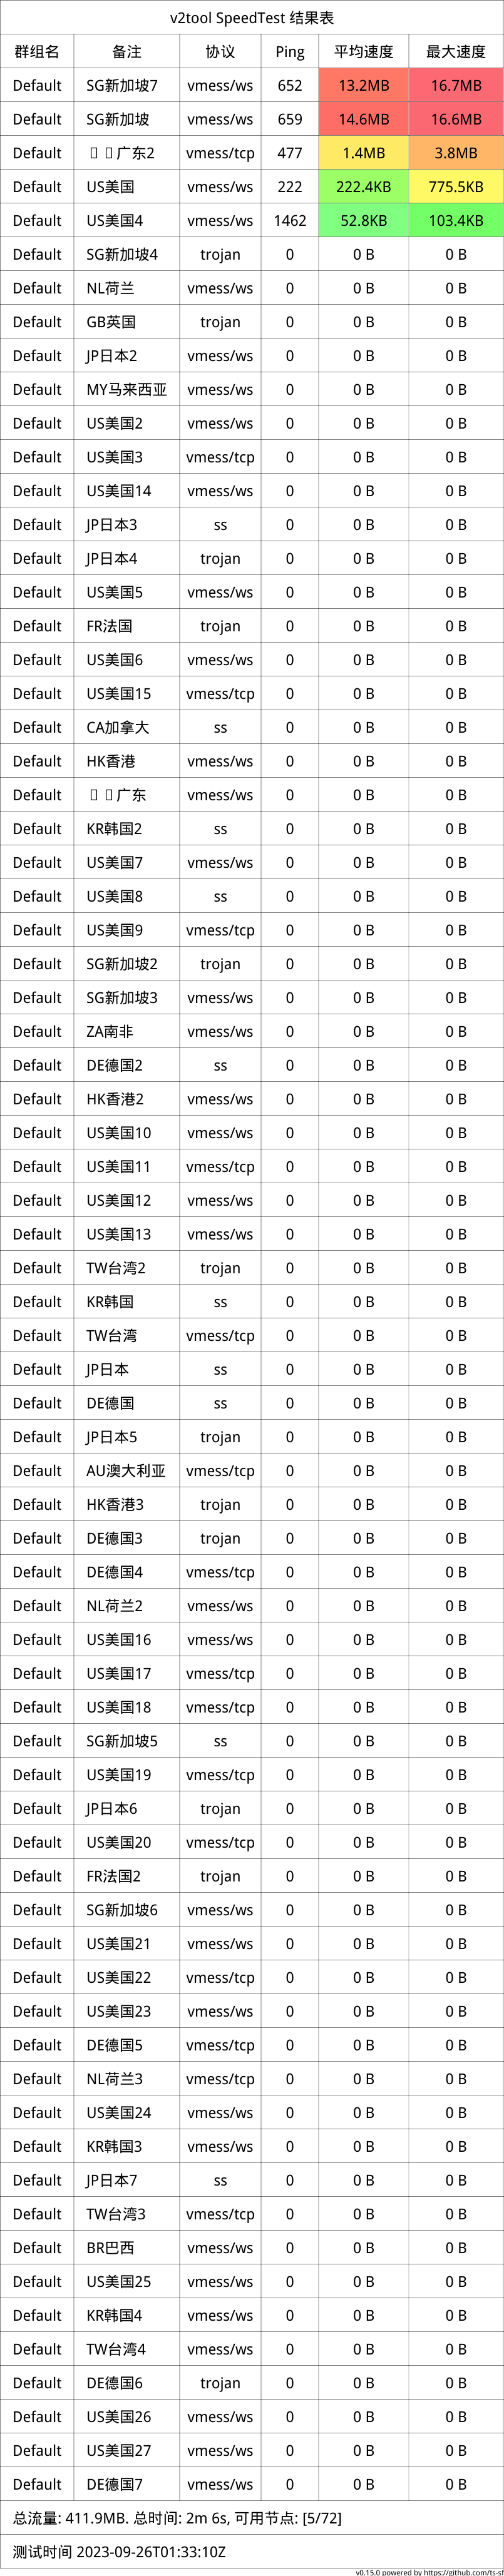 v2tool SpeedTest 结果表
群组名 备注 协议 Ping 平均速度 最大速度
Default SG新加坡7 vmess/ws 652 13.2MB 16.7MB
Default SG新加坡 vmess/ws 659 14.6MB 16.6MB
Default 广东2 vmess/tcp 477 1.4MB 3.8MB
Default US美国 vmess/ws 222 222.4KB 775.5KB
Default US美国4 vmess/ws 1462 52.8KB 103.4KB
Default SG新加坡4 trojan 0 0 B 0 B
Default NL荷兰 vmess/ws 0 0 B 0 B
Default GB英国 trojan 0 0 B 0 B
Default JP日本2 vmess/ws 0 0 B 0 B
Default MY马来西亚 vmess/ws 0 0 B 0 B
Default US美国2 vmess/ws 0 0 B 0 B
Default US美国3 vmess/tcp 0 0 B 0 B
Default US美国14 vmess/ws 0 0 B 0 B
Default JP日本3 ss 0 0 B 0 B
Default JP日本4 trojan 0 0 B 0 B
Default US美国5 vmess/ws 0 0 B 0 B
Default FR法国 trojan 0 0 B 0 B
Default US美国6 vmess/ws 0 0 B 0 B
Default US美国15 vmess/tcp 0 0 B 0 B
Default CA加拿大 ss 0 0 B 0 B
Default HK香港 vmess/ws 0 0 B 0 B
Default 广东 vmess/ws 0 0 B 0 B
Default KR韩国2 ss 0 0 B 0 B
Default US美国7 vmess/ws 0 0 B 0 B
Default US美国8 ss 0 0 B 0 B
Default US美国9 vmess/tcp 0 0 B 0 B
Default SG新加坡2 trojan 0 0 B 0 B
Default SG新加坡3 vmess/ws 0 0 B 0 B
Default ZA南非 vmess/ws 0 0 B 0 B
Default DE德国2 ss 0 0 B 0 B
Default HK香港2 vmess/ws 0 0 B 0 B
Default US美国10 vmess/ws 0 0 B 0 B
Default US美国11 vmess/tcp 0 0 B 0 B
Default US美国12 vmess/ws 0 0 B 0 B
Default US美国13 vmess/ws 0 0 B 0 B
Default TW台湾2 trojan 0 0 B 0 B
Default KR韩国 ss 0 0 B 0 B
Default TW台湾 vmess/tcp 0 0 B 0 B
Default JP日本 ss 0 0 B 0 B
Default DE德国 ss 0 0 B 0 B
Default JP日本5 trojan 0 0 B 0 B
Default AU澳大利亚 vmess/tcp 0 0 B 0 B
Default HK香港3 trojan 0 0 B 0 B
Default DE德国3 trojan 0 0 B 0 B
Default DE德国4 vmess/tcp 0 0 B 0 B
Default NL荷兰2 vmess/ws 0 0 B 0 B
Default US美国16 vmess/ws 0 0 B 0 B
Default US美国17 vmess/tcp 0 0 B 0 B
Default US美国18 vmess/tcp 0 0 B 0 B
Default SG新加坡5 ss 0 0 B 0 B
Default US美国19 vmess/tcp 0 0 B 0 B
Default JP日本6 trojan 0 0 B 0 B
Default US美国20 vmess/tcp 0 0 B 0 B
Default FR法国2 trojan 0 0 B 0 B
Default SG新加坡6 vmess/ws 0 0 B 0 B
Default US美国21 vmess/ws 0 0 B 0 B
Default US美国22 vmess/tcp 0 0 B 0 B
Default US美国23 vmess/ws 0 0 B 0 B
Default DE德国5 vmess/tcp 0 0 B 0 B
Default NL荷兰3 vmess/tcp 0 0 B 0 B
Default US美国24 vmess/ws 0 0 B 0 B
Default KR韩国3 vmess/ws 0 0 B 0 B
Default JP日本7 ss 0 0 B 0 B
Default TW台湾3 vmess/tcp 0 0 B 0 B
Default BR巴西 vmess/ws 0 0 B 0 B
Default US美国25 vmess/ws 0 0 B 0 B
Default KR韩国4 vmess/ws 0 0 B 0 B
Default TW台湾4 vmess/ws 0 0 B 0 B
Default DE德国6 trojan 0 0 B 0 B
Default US美国26 vmess/ws 0 0 B 0 B
Default US美国27 vmess/ws 0 0 B 0 B
Default DE德国7 vmess/ws 0 0 B 0 B
总流量: 411.9MB. 总时间: 2m 6s, 可用节点: [5/72]
测试时间 2023-09-26T01:33:10Z
v0.15.0 powered by https://github.com/ts-sf